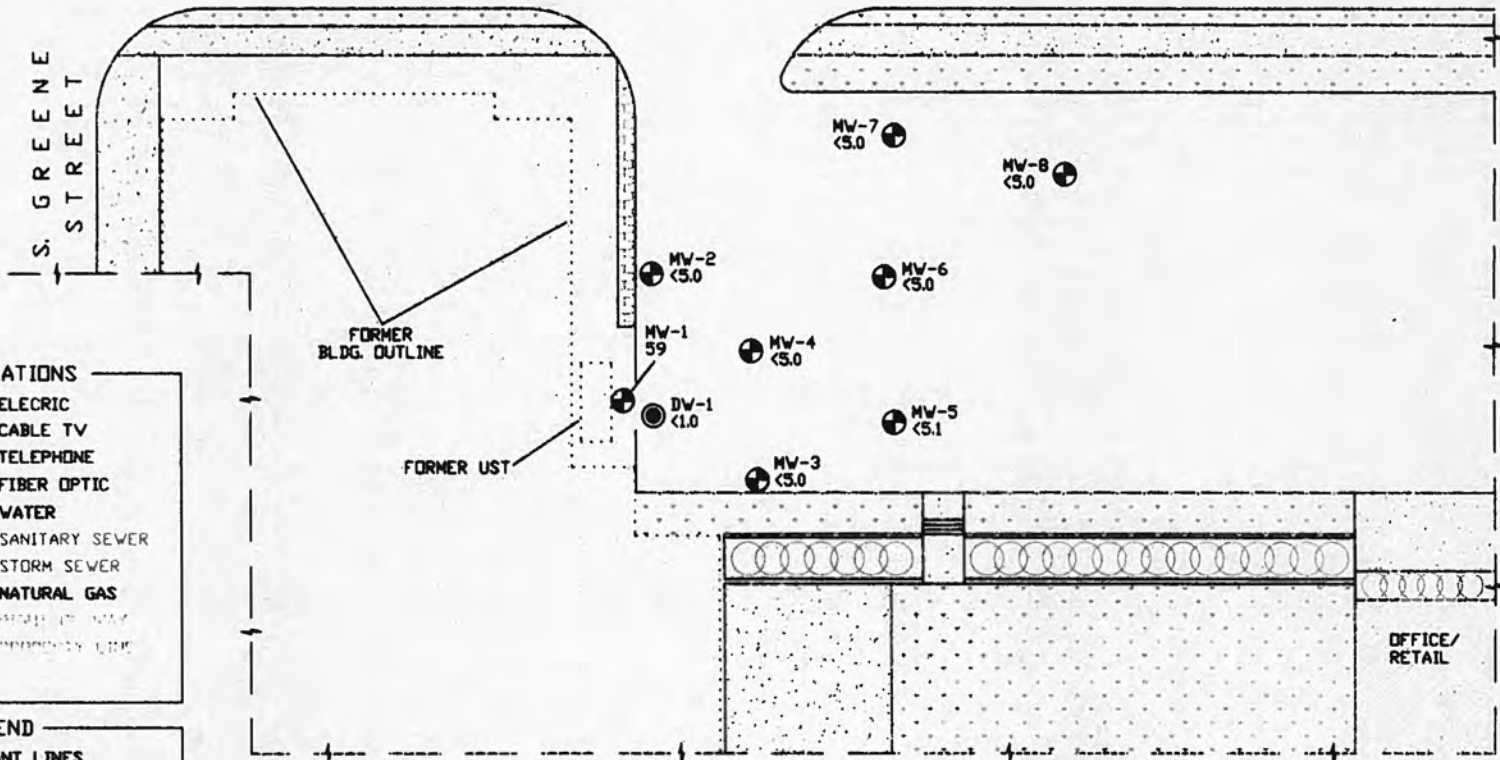 S. GREENE
STREET
MW-7
<5.0
MW-8
<5.0
MW-2
<5.0
MW-6
<5.0
FORMER
BLDG. OUTLINE
MW-1
59
MW-4
<5.0
DW-1
<1.0
MW-5
<5.1
FORMER UST
MW-3
<5.0
ATIONS
ELECRIC
CABLE TV
TELEPHONE
FIBER OPTIC
WATER
SANITARY SEWER
STORM SEWER
NATURAL GAS
OFFICE/
RETAIL
END
LINES